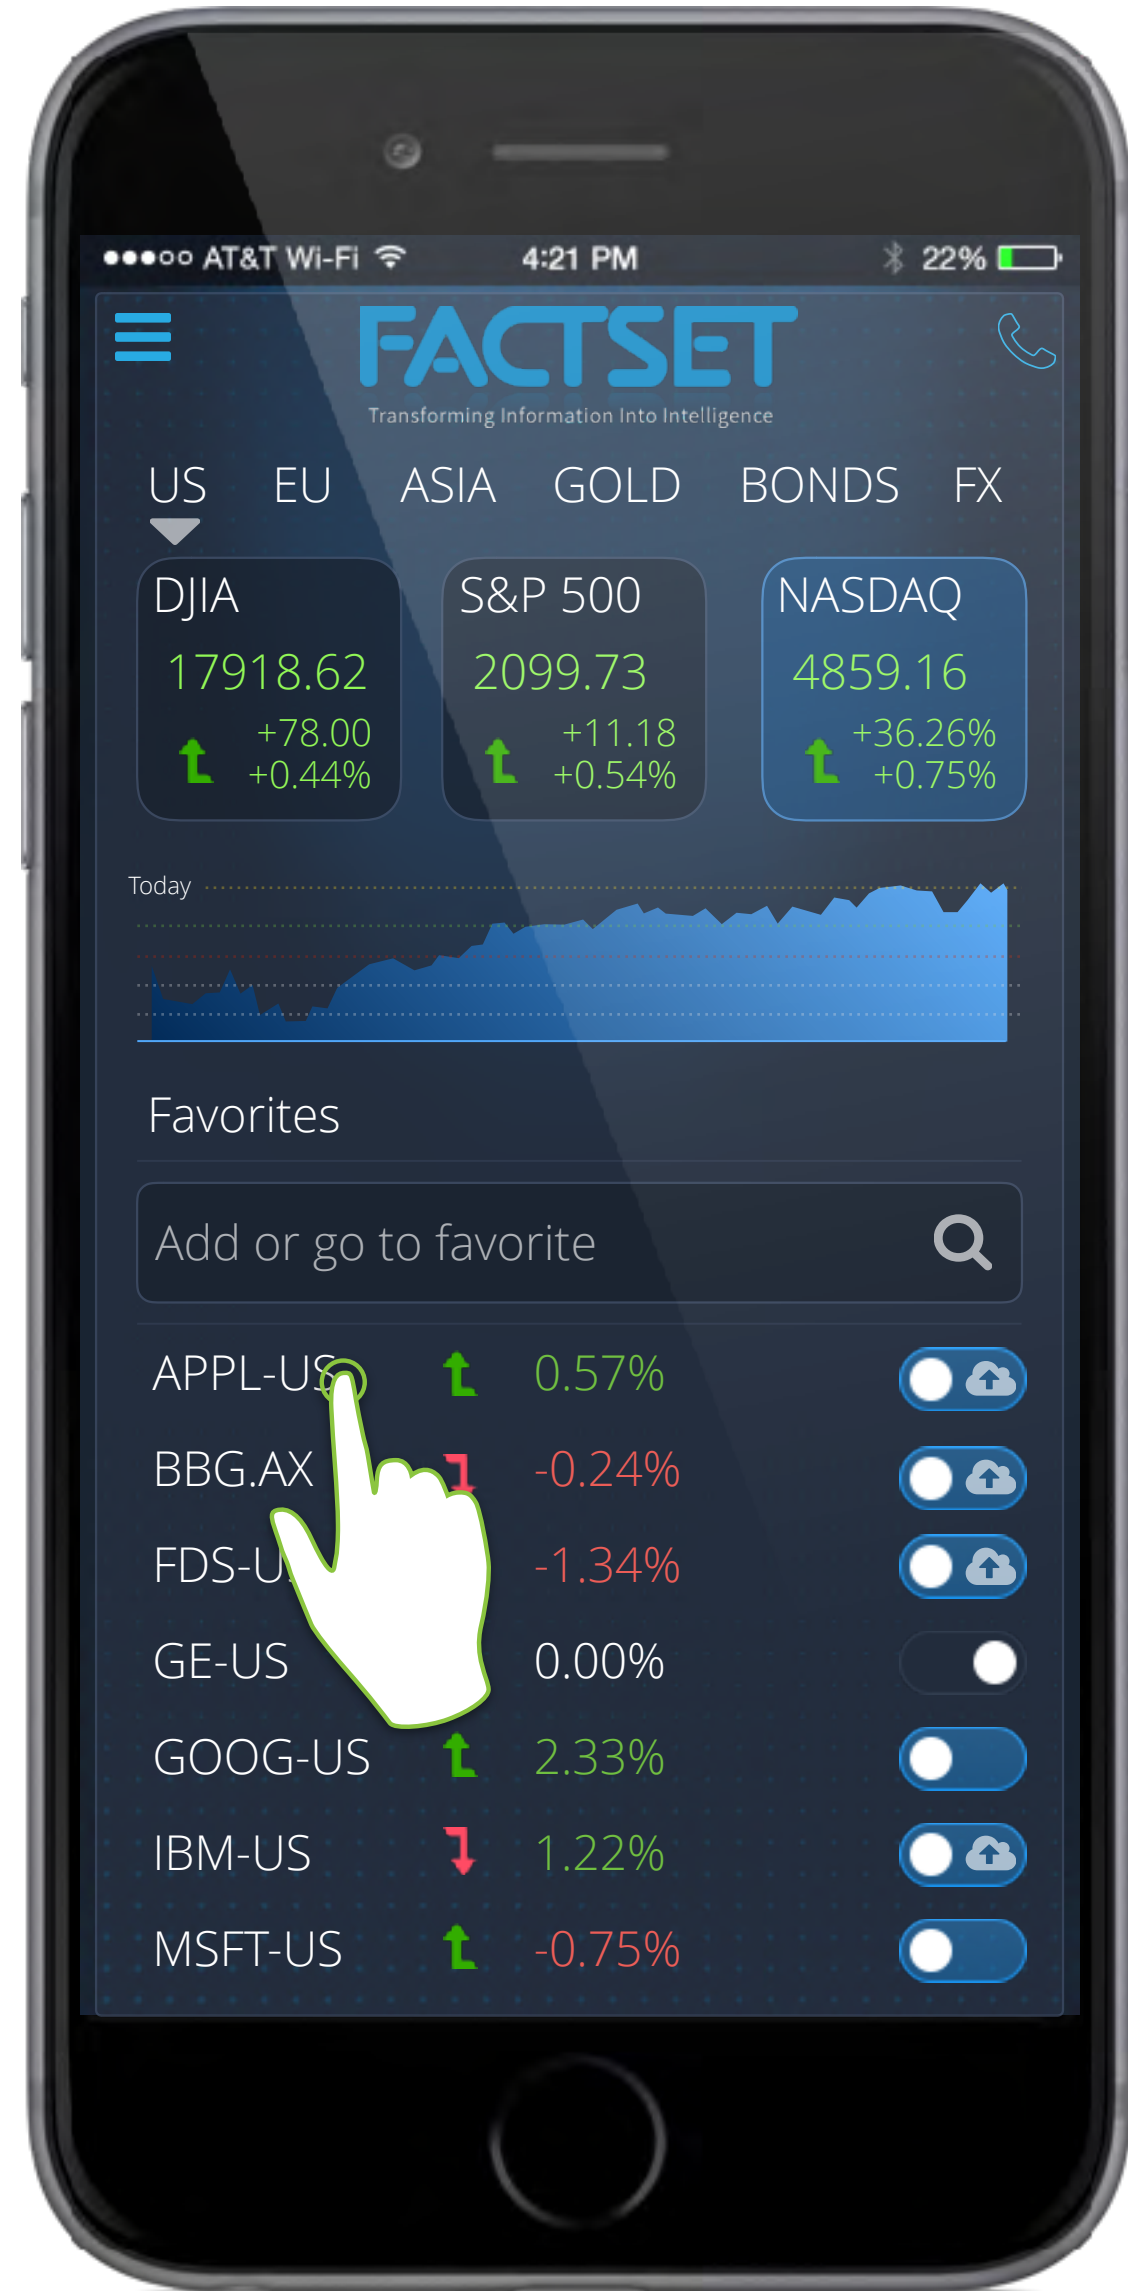 AT&T Wi-Fi 4:21 PM 22%
FACTSET
Transforming Information Into Intelligence
US EU ASIA GOLD BONDS FX
DJIA S&P 500 NASDAQ
17918.62 2099.73 4859.16
+78.00 +11.18 +36.26%
+0.44% +0.54% +0.75%
Today
Favorites
Add or go to favorite
APPL-US 0.57%
BBG.AX -0.24%
FDS-U -1.34%
GE-US 0.00%
GOOG-US 2.33%
IBM-US 1.22%
MSFT-US -0.75%